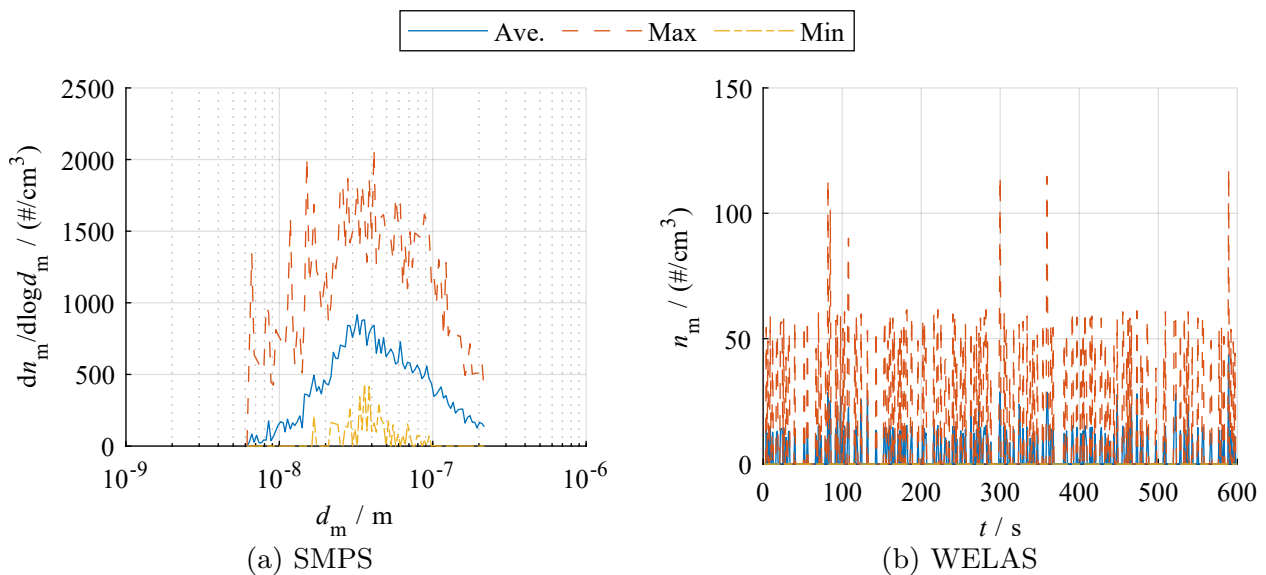 Ave. Max Min
2500
2000
1500
1000
500
0
10^-9 10^-8 10^-7 10^-6
dn_m/dlogd_m / (#/cm^3)
d_m / m
(a) SMPS
150
100
50
0
0 100 200 300 400 500 600
n_m / (#/cm^3)
t / s
(b) WELAS